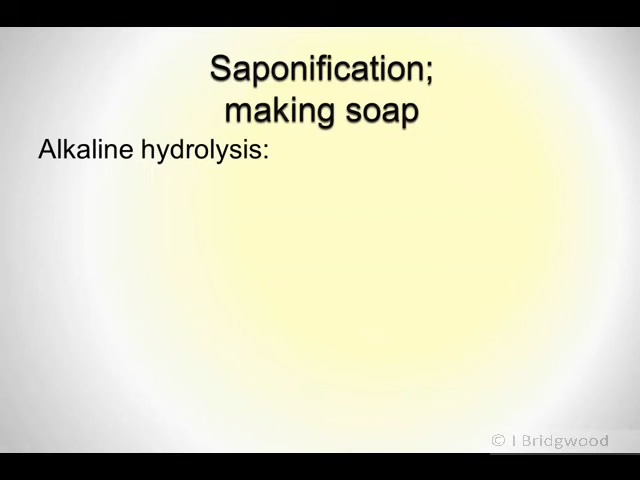 Saponification;
making soap
Alkaline hydrolysis:
© I Bridgwood